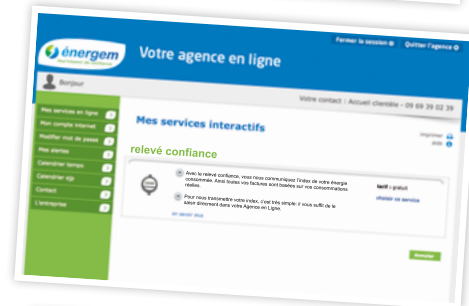 Fermer la session
Quitter l'agence
énergem
Votre agence en ligne
Bonjour
Votre contact : Accueil clientèle - 09 69 39 02 39
Mes services en ligne
Mon compte internet
Modifier mot de passe
Mes alertes
Calendrier tempo
Calendrier ejp
Contact
L'entreprise
Mes services interactifs
imprimer
aide
relevé confiance
Avec le relevé confiance, vous nous communiquez l'index de votre énergie
consommée. Ainsi toutes vos factures sont basées sur vos consommations
réelles.
Pour nous transmettre votre index, c'est très simple: il vous suffit de le
saisir directement dans votre Agence en Ligne.
en savoir plus
tarif : gratuit
choisir ce service
Annuler